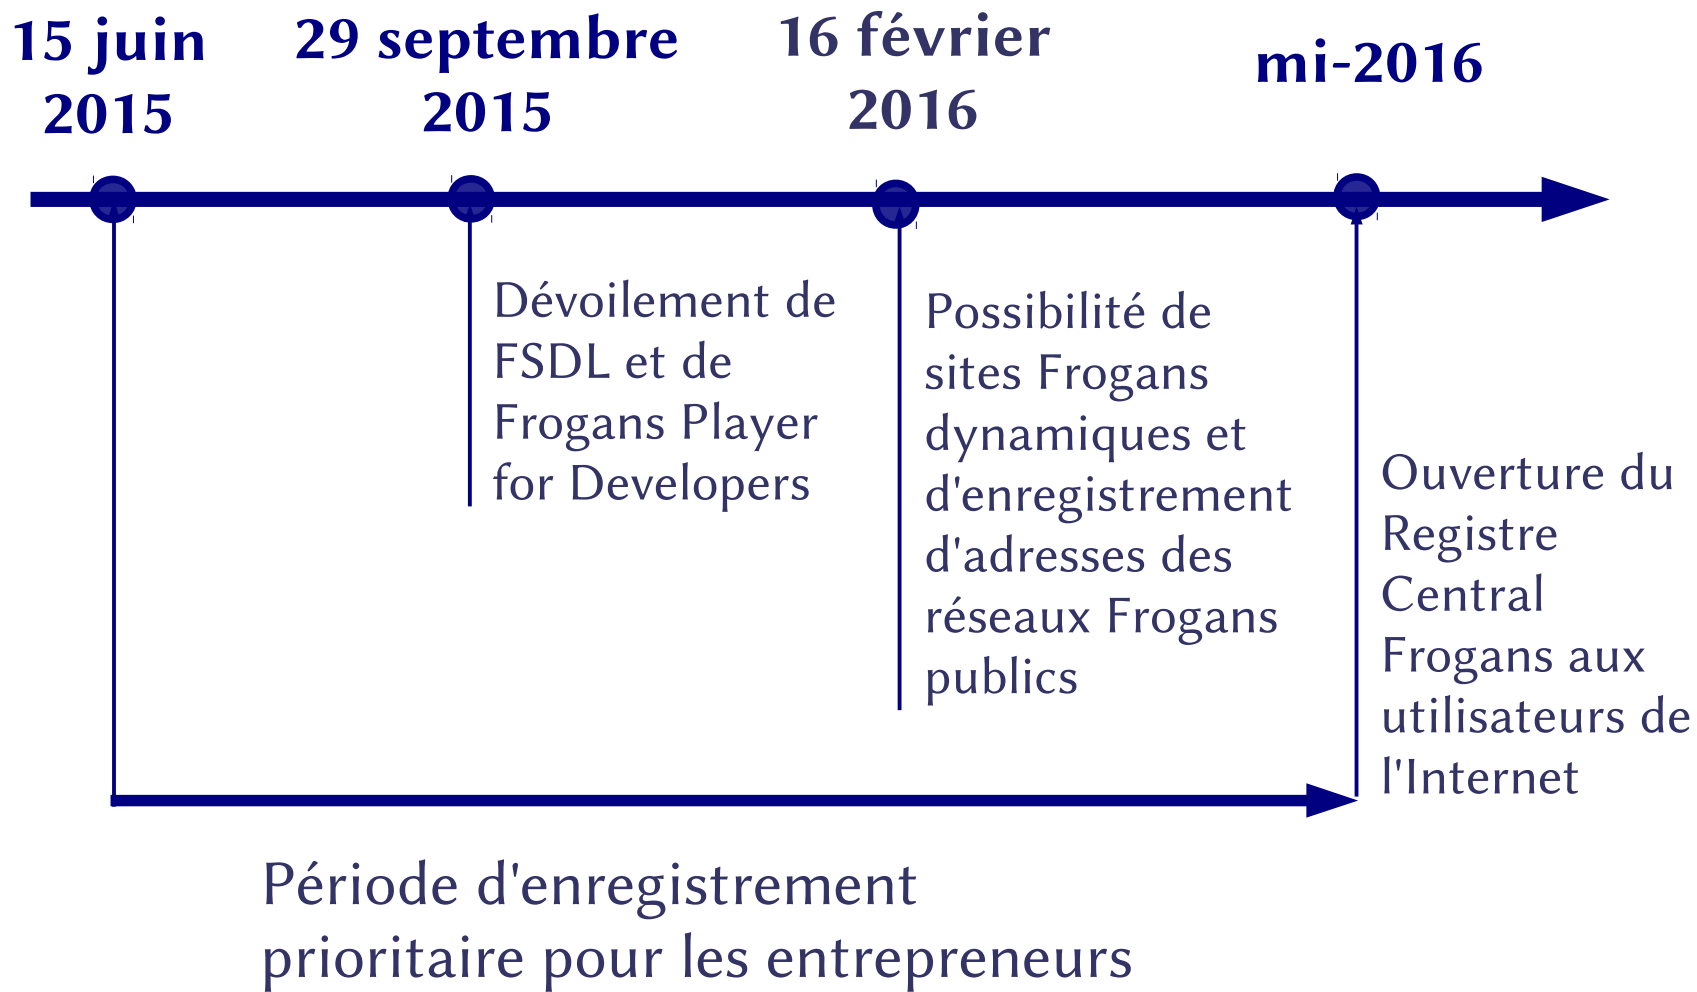 15 juin
2015
29 septembre
2015
16 février
2016
mi-2016
Dévoilement de
FSDL et de
Frogans Player
for Developers
Possibilité de
sites Frogans
dynamiques et
d'enregistrement
d'adresses des
réseaux Frogans
publics
Ouverture du
Registre
Central
Frogans aux
utilisateurs de
l'Internet
Période d'enregistrement
prioritaire pour les entrepreneurs